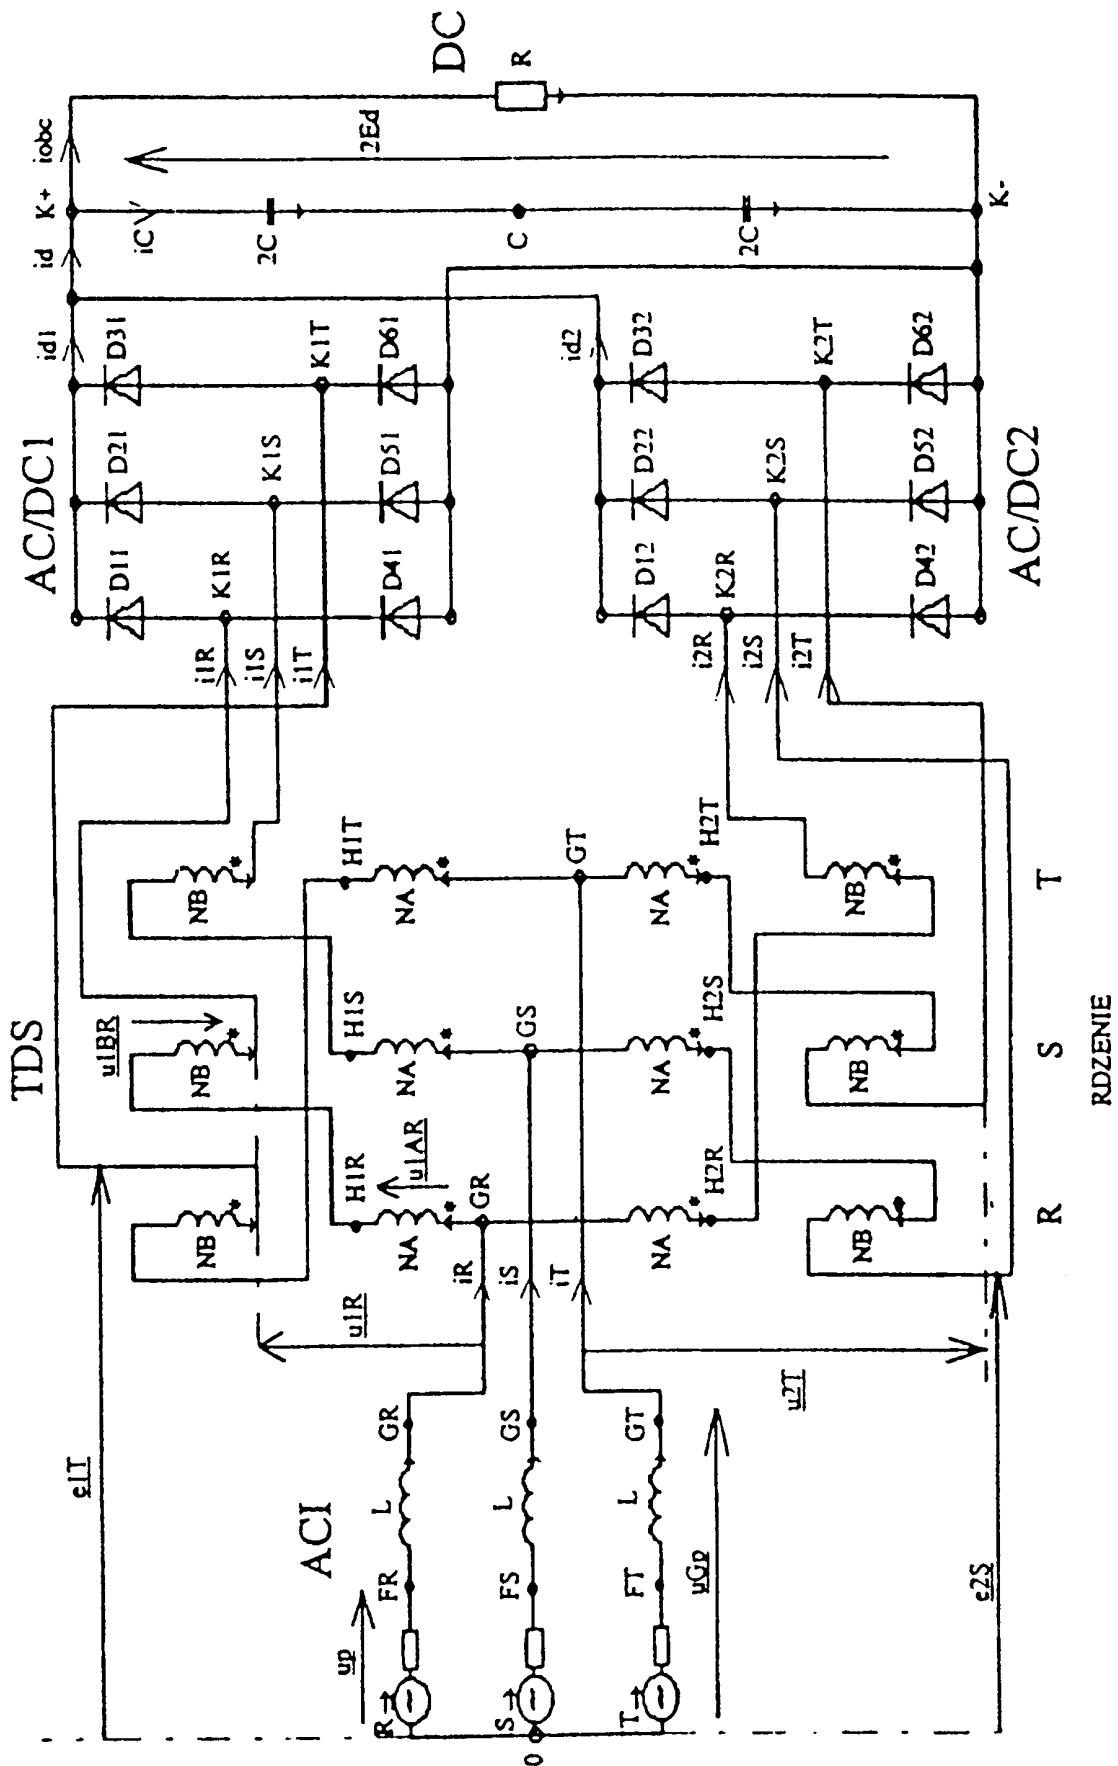 TDS
AC/DC1
DC
ACI
AC/DC2
RDZENIE
R
S
T
e1T
u1BR
NB
NB
NB
H1R
H1S
H1T
u1AR
NA
NA
NA
u1R
GR
GS
GT
iR
iS
iT
NA
NA
NA
H2R
H2S
H2T
NB
NB
NB
u2T
e2S
up
R
S
T
0
FR
FS
FT
L
L
L
GR
GS
GT
uGp
i1R
i1S
i1T
D11
D21
D31
K1R
K1S
K1T
D41
D51
D61
id1
id
K+
iobc
iC
2C
C
2C
2Ed
R
K-
id2
i2R
i2S
i2T
D12
D22
D32
K2R
K2S
K2T
D42
D52
D62